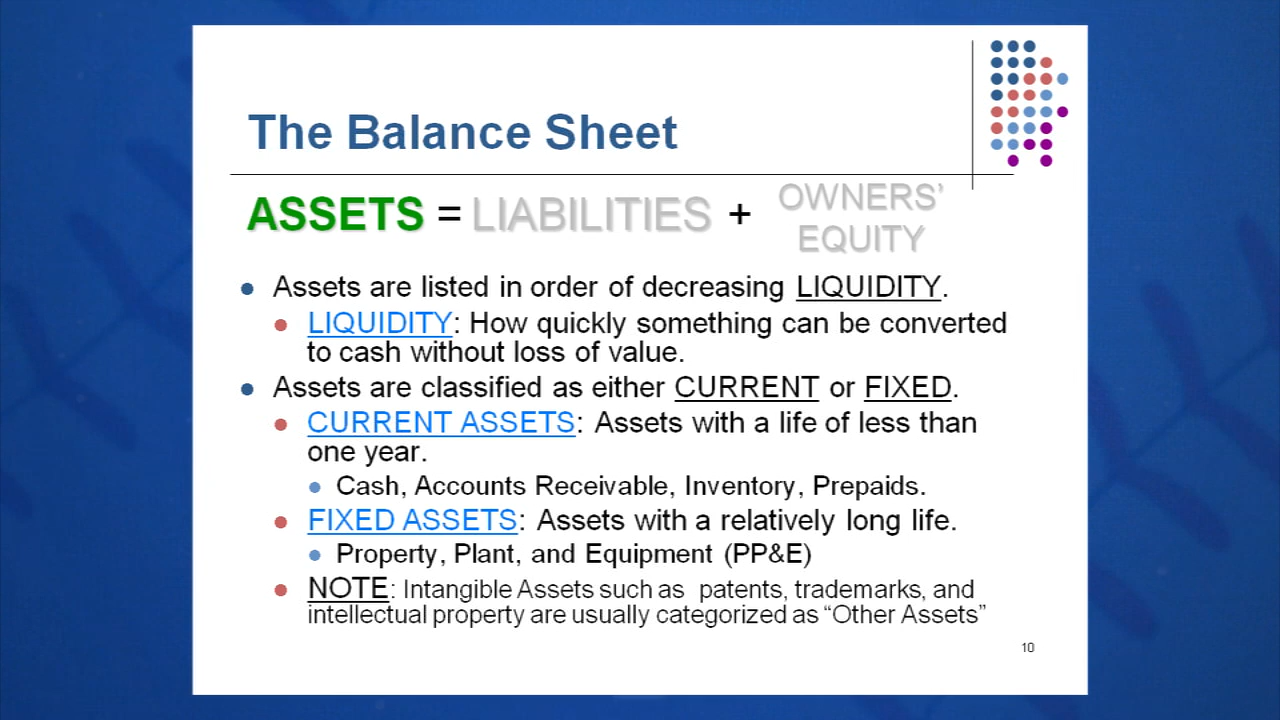 The Balance Sheet
ASSETS = LIABILITIES + OWNERS' EQUITY
Assets are listed in order of decreasing LIQUIDITY.
LIQUIDITY: How quickly something can be converted
to cash without loss of value.
Assets are classified as either CURRENT or FIXED.
CURRENT ASSETS: Assets with a life of less than
one year.
Cash, Accounts Receivable, Inventory, Prepaids.
FIXED ASSETS: Assets with a relatively long life.
Property, Plant, and Equipment (PP&E)
NOTE: Intangible Assets such as patents, trademarks, and
intellectual property are usually categorized as “Other Assets”
10